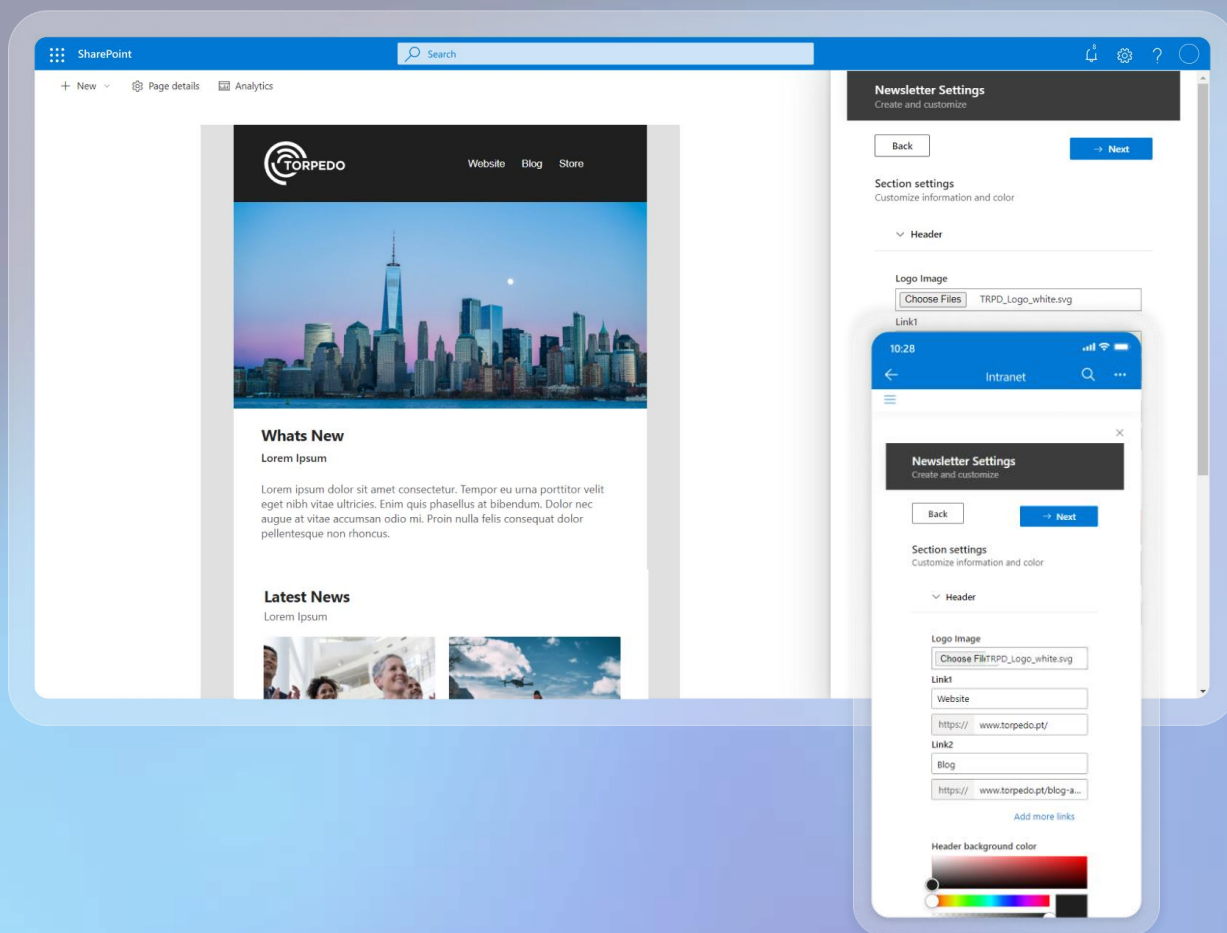 SharePoint
Search
8
?
+ New
Page details
Analytics
TORPEDO
Website Blog Store
Whats New
Lorem Ipsum
Lorem ipsum dolor sit amet consectetur. Tempor eu urna porttitor velit
eget nibh vitae ultricies. Enim quis phasellus at bibendum. Dolor nec
augue at vitae accumsan odio mi. Proin nulla felis consequat dolor
pellentesque non rhoncus.
Latest News
Lorem Ipsum
Newsletter Settings
Create and customize
Back
→ Next
Section settings
Customize information and color
Header
Logo Image
Choose Files TRPD_Logo_white.svg
Link1
10:28
Intranet
Newsletter Settings
Create and customize
Back
→ Next
Section settings
Customize information and color
Header
Logo Image
Choose Fil TRPD_Logo_white.svg
Link1
Website
https:// www.torpedo.pt/
Link2
Blog
https:// www.torpedo.pt/blog-a...
Add more links
Header background color